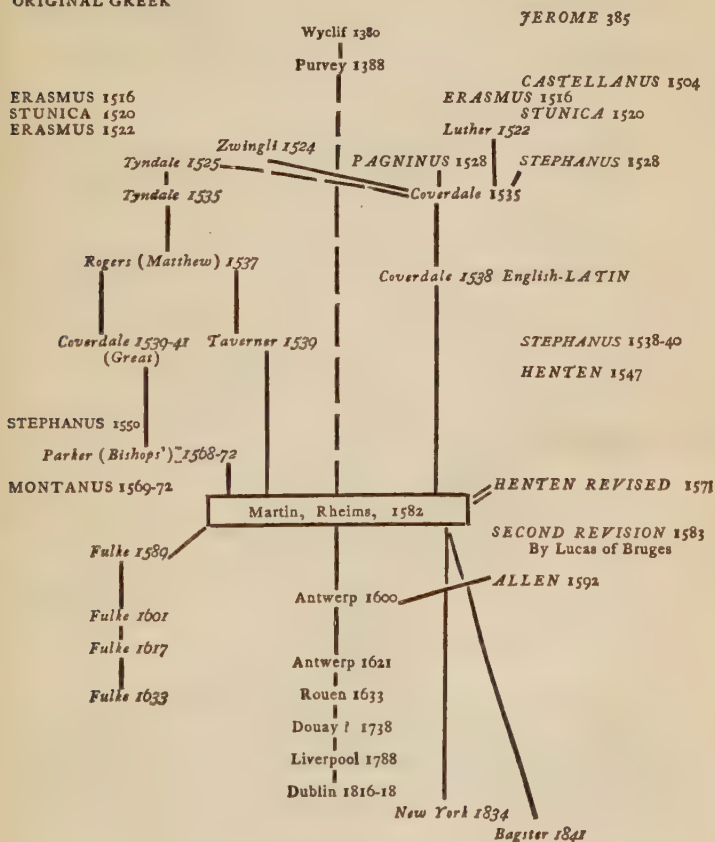 ORIGINAL GREEK
JEROME 385
Wyclif 1380
Purvey 1388
CASTELLANUS 1504
ERASMUS 1516
ERASMUS 1516
STUNICA 1520
STUNICA 1520
ERASMUS 1522
Luther 1522
Zwingli 1524
Tyndale 1525
PAGNINUS 1528
STEPHANUS 1528
Tyndale 1535
Coverdale 1535
Rogers (Matthew) 1537
Coverdale 1538 English-LATIN
Coverdale 1539-41
(Great)
Taverner 1539
STEPHANUS 1538-40
HENTEN 1547
STEPHANUS 1550
Parker (Bishops') 1568-72
MONTANUS 1569-72
HENTEN REVISED 1571
Martin, Rheims, 1582
SECOND REVISION 1583
By Lucas of Bruges
Fulke 1589
ALLEN 1592
Antwerp 1600
Fulke 1601
Fulke 1617
Antwerp 1621
Fulke 1633
Rouen 1633
Douay ? 1738
Liverpool 1788
Dublin 1816-18
New York 1834
Bagster 1841